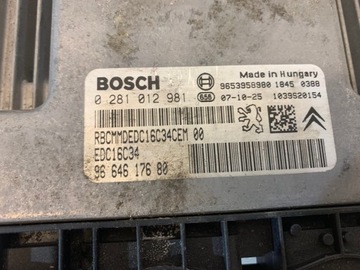 BOSCH
Made in Hungary
9653958980 1845 0388
0 281 012 981
658
07-10-25
1039S20154
RBCMMDEDC16C34CEM 00
EDC16C34
96 646 176 80